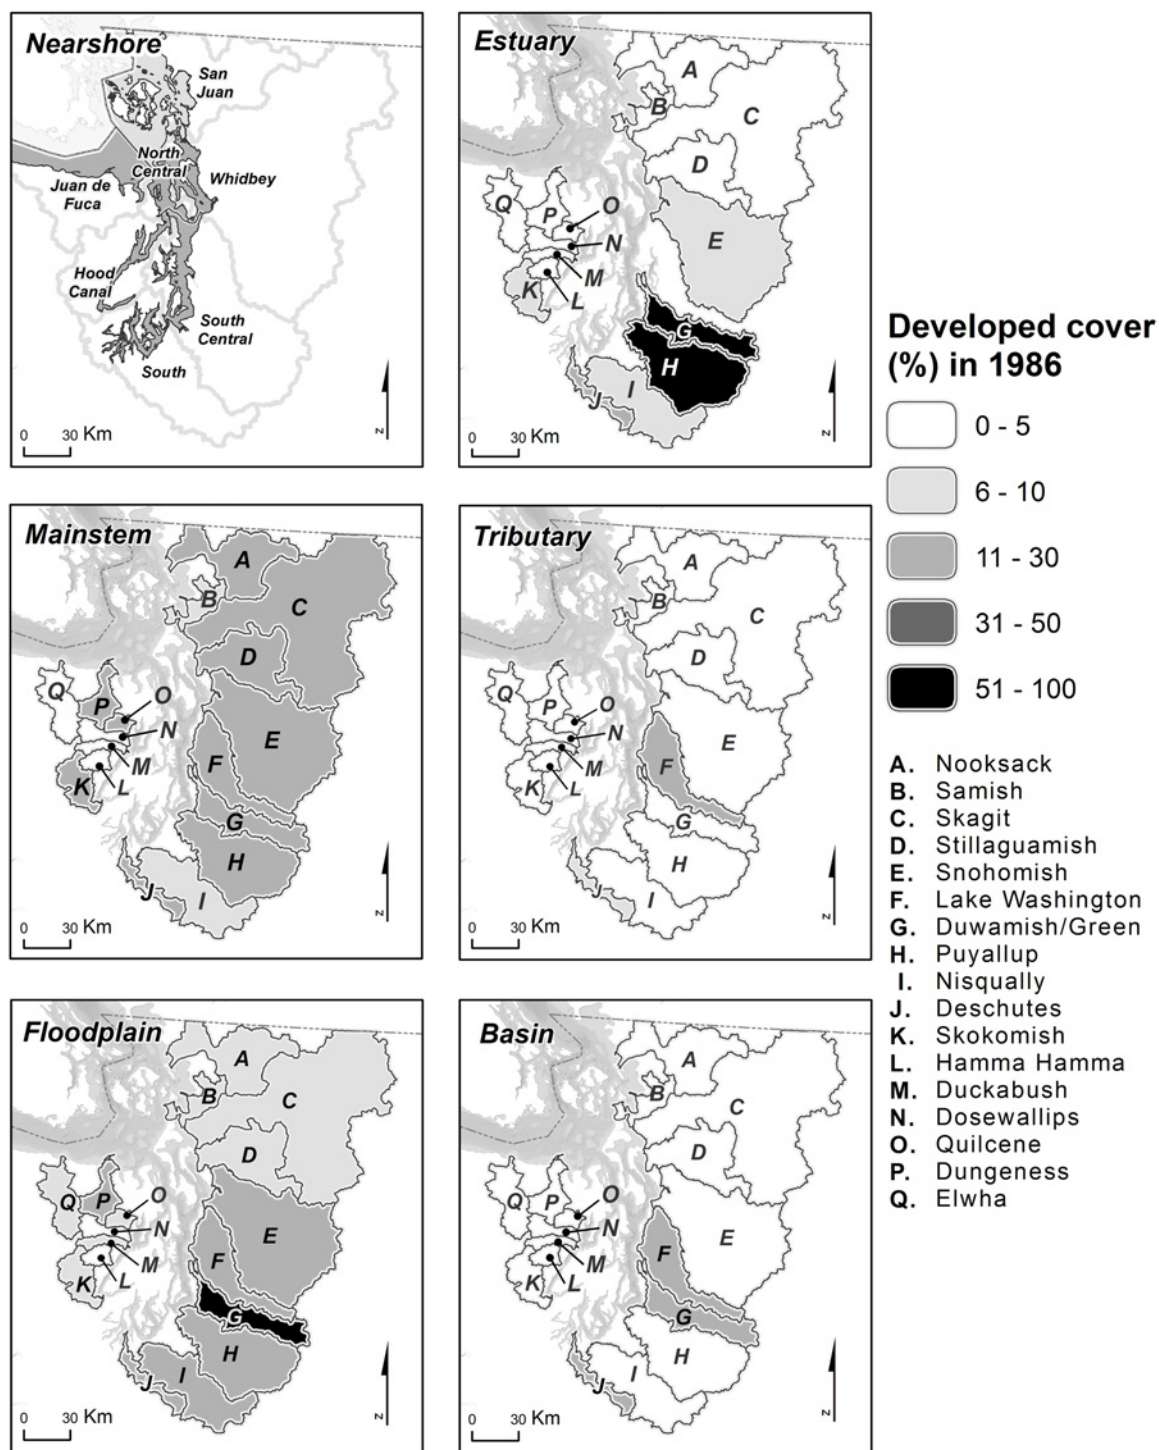 Nearshore
San
Juan
North
Central
Whidbey
Juan de
Fuca
Hood
Canal
South
Central
South
0 30 Km
N
Estuary
A
B
C
D
Q
P
O
N
E
M
K
L
G
H
I
J
0 30 Km
N
Developed cover
(%) in 1986
0 - 5
6 - 10
11 - 30
31 - 50
51 - 100
Mainstem
A
B
C
D
Q
P
O
N
E
F
M
K
L
G
H
J
I
0 30 Km
N
Tributary
A
B
C
D
Q
P
O
N
E
F
M
K
L
G
H
J
I
0 30 Km
N
A. Nooksack
B. Samish
C. Skagit
D. Stillaguamish
E. Snohomish
F. Lake Washington
G. Duwamish/Green
H. Puyallup
I. Nisqually
J. Deschutes
K. Skokomish
L. Hamma Hamma
M. Duckabush
N. Dosewallips
O. Quilcene
P. Dungeness
Q. Elwha
Floodplain
A
B
C
D
Q
P
O
N
E
F
M
K
L
G
H
I
J
0 30 Km
N
Basin
A
B
C
D
Q
P
O
N
E
F
M
K
L
G
H
I
J
0 30 Km
N